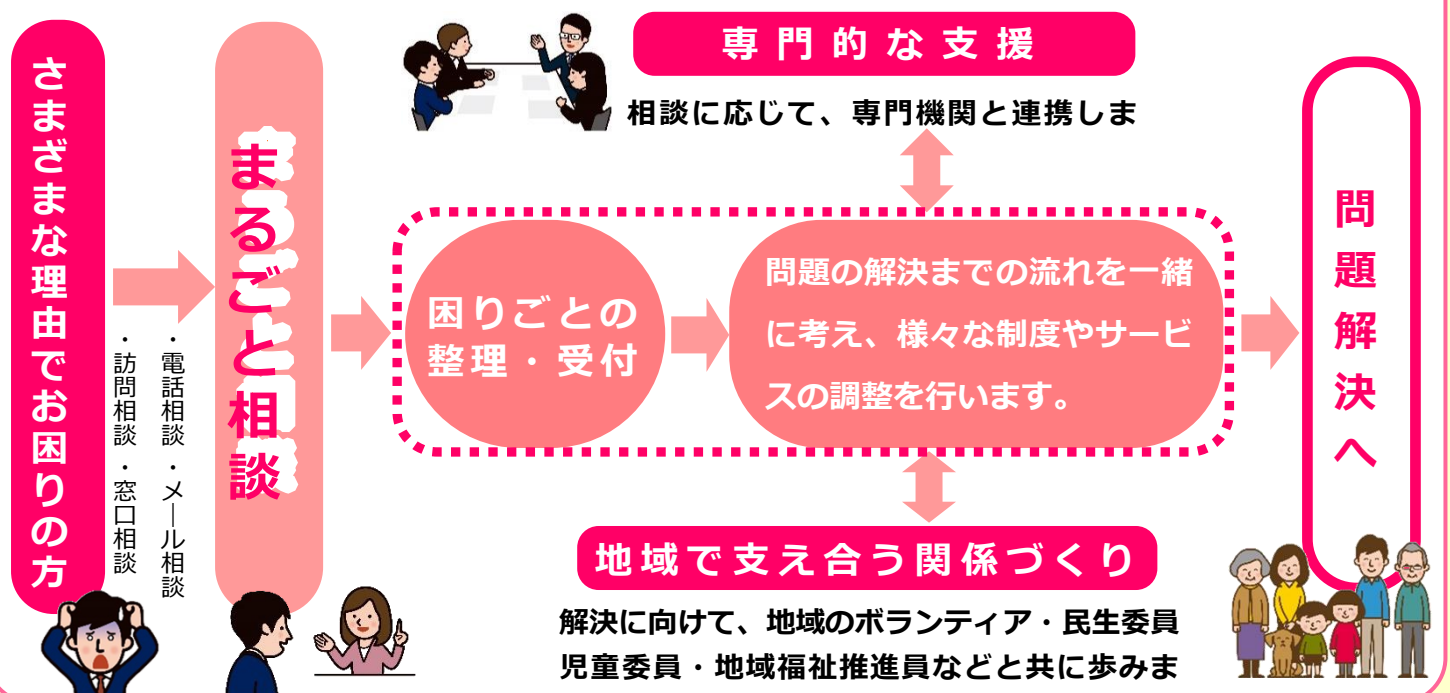 さまざまな理由でお困りの方
・電話相談・メール相談
・訪問相談・窓口相談
まるごと相談
専門的な支援
相談に応じて、専門機関と連携しま
困りごとの
整理・受付
問題の解決までの流れを一緒
に考え、様々な制度やサービ
スの調整を行います。
地域で支え合う関係づくり
解決に向けて、地域のボランティア・民生委員
児童委員・地域福祉推進員などと共に歩みま
問題解決へ